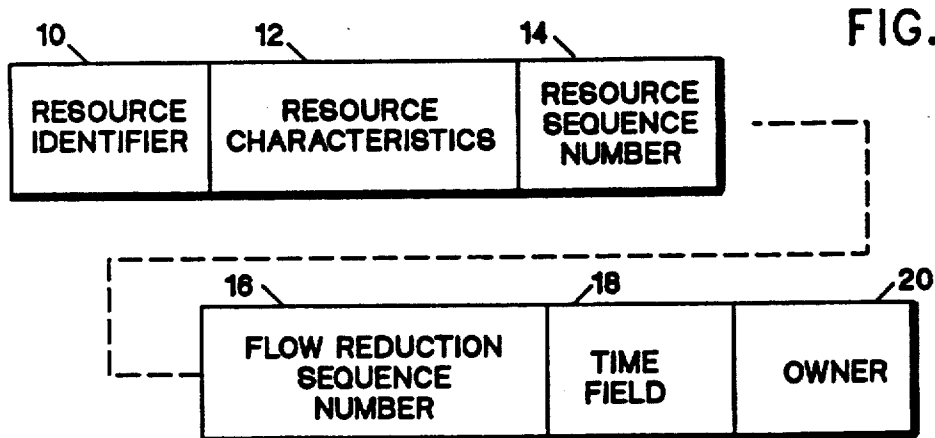 FIG.
10
12
14
RESOURCE
IDENTIFIER
RESOURCE
CHARACTERISTICS
RESOURCE
SEQUENCE
NUMBER
16
18
20
FLOW REDUCTION
SEQUENCE
NUMBER
TIME
FIELD
OWNER